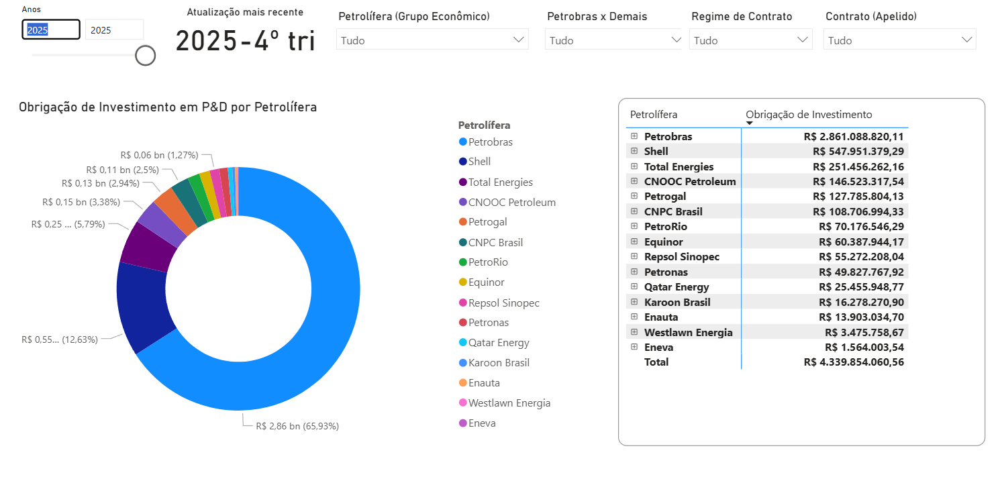 Anos
2025
2025
Atualização mais recente
2025-4º tri
Petrolífera (Grupo Econômico)
Tudo
Petrobras x Demais
Tudo
Regime de Contrato
Tudo
Contrato (Apelido)
Tudo
Obrigação de Investimento em P&D por Petrolífera
R$ 0,06 bn (1,27%)
R$ 0,11 bn (2,5%)
R$ 0,13 bn (2,94%)
R$ 0,15 bn (3,38%)
R$ 0,25 ... (5,79%)
R$ 0,55... (12,63%)
R$ 2,86 bn (65,93%)
Petrolífera
Petrobras
Shell
Total Energies
CNOOC Petroleum
Petrogal
CNPC Brasil
PetroRio
Equinor
Repsol Sinopec
Petronas
Qatar Energy
Karoon Brasil
Enauta
Westlawn Energia
Eneva
Petrolífera Obrigação de Investimento
Petrobras R$ 2.861.088.820,11
Shell R$ 547.951.379,29
Total Energies R$ 251.456.262,16
CNOOC Petroleum R$ 146.523.317,54
Petrogal R$ 127.785.804,13
CNPC Brasil R$ 108.706.994,33
PetroRio R$ 70.176.546,29
Equinor R$ 60.387.944,17
Repsol Sinopec R$ 55.272.208,04
Petronas R$ 49.827.767,92
Qatar Energy R$ 25.455.948,77
Karoon Brasil R$ 16.278.270,90
Enauta R$ 13.903.034,70
Westlawn Energia R$ 3.475.758,67
Eneva R$ 1.564.003,54
Total R$ 4.339.854.060,56